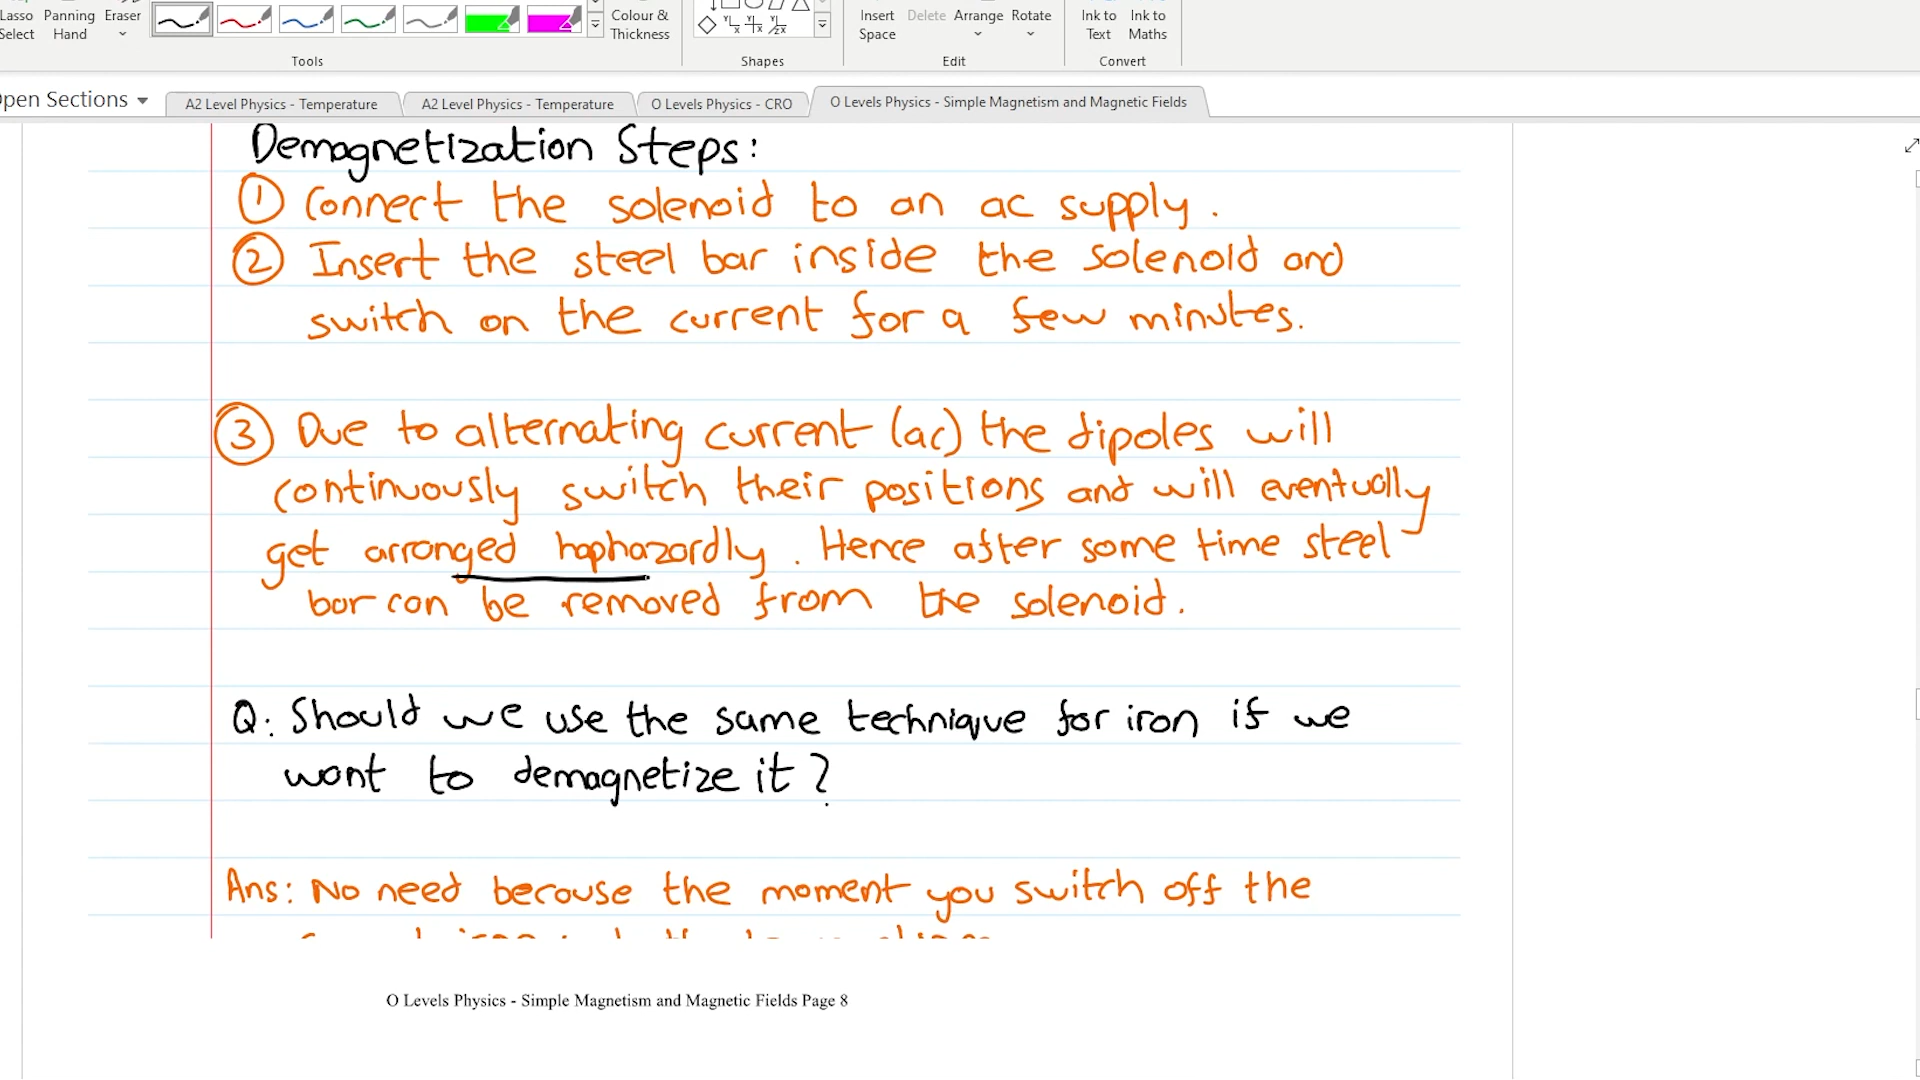 Lasso Select
Panning Hand
Eraser
Colour & Thickness
Insert Space
Delete
Arrange
Rotate
Ink to Text
Ink to Maths
Tools
Shapes
Edit
Convert
pen Sections
A2 Level Physics - Temperature
A2 Level Physics - Temperature
O Levels Physics - CRO
O Levels Physics - Simple Magnetism and Magnetic Fields
Demagnetization Steps:
① Connect the solenoid to an ac supply.
② Insert the steel bar inside the solenoid and
switch on the current for a few minutes.
③ Due to alternating current (ac) the dipoles will
continuously switch their positions and will eventually
get arranged haphazardly. Hence after some time steel
bar can be removed from the solenoid.
Q: Should we use the same technique for iron if we
want to demagnetize it?
Ans: No need because the moment you switch off the
O Levels Physics - Simple Magnetism and Magnetic Fields Page 8